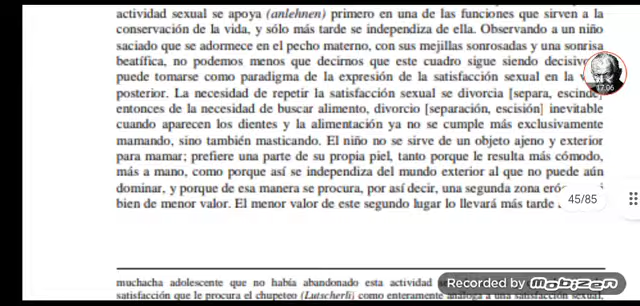 actividad sexual se apoya (anlehnen) primero en una de las funciones que sirven a la
conservación de la vida, y sólo más tarde se independiza de ella. Observando a un niño
saciado que se adormece en el pecho materno, con sus mejillas sonrosadas y una sonrisa
beatífica, no podemos menos que decirnos que este cuadro sigue siendo decisivo
puede tomarse como paradigma de la expresión de la satisfacción sexual en la
posterior. La necesidad de repetir la satisfacción sexual se divorcia [separa, escinde]
entonces de la necesidad de buscar alimento, divorcio [separación, escisión] inevitable
cuando aparecen los dientes y la alimentación ya no se cumple más exclusivamente
mamando, sino también masticando. El niño no se sirve de un objeto ajeno y exterior
para mamar; prefiere una parte de su propia piel, tanto porque le resulta más cómodo,
más a mano, como porque así se independiza del mundo exterior al que no puede aún
dominar, y porque de esa manera se procura, por así decir, una segunda zona
bien de menor valor. El menor valor de este segundo lugar lo llevará más tarde
17:06
45/85
muchacha adolescente que no había abandonado esta actividad
satisfacción que le procura el chupeteo (Lutscherli) como enteramente análoga a una satisfacción sexual,
Recorded by mobizen